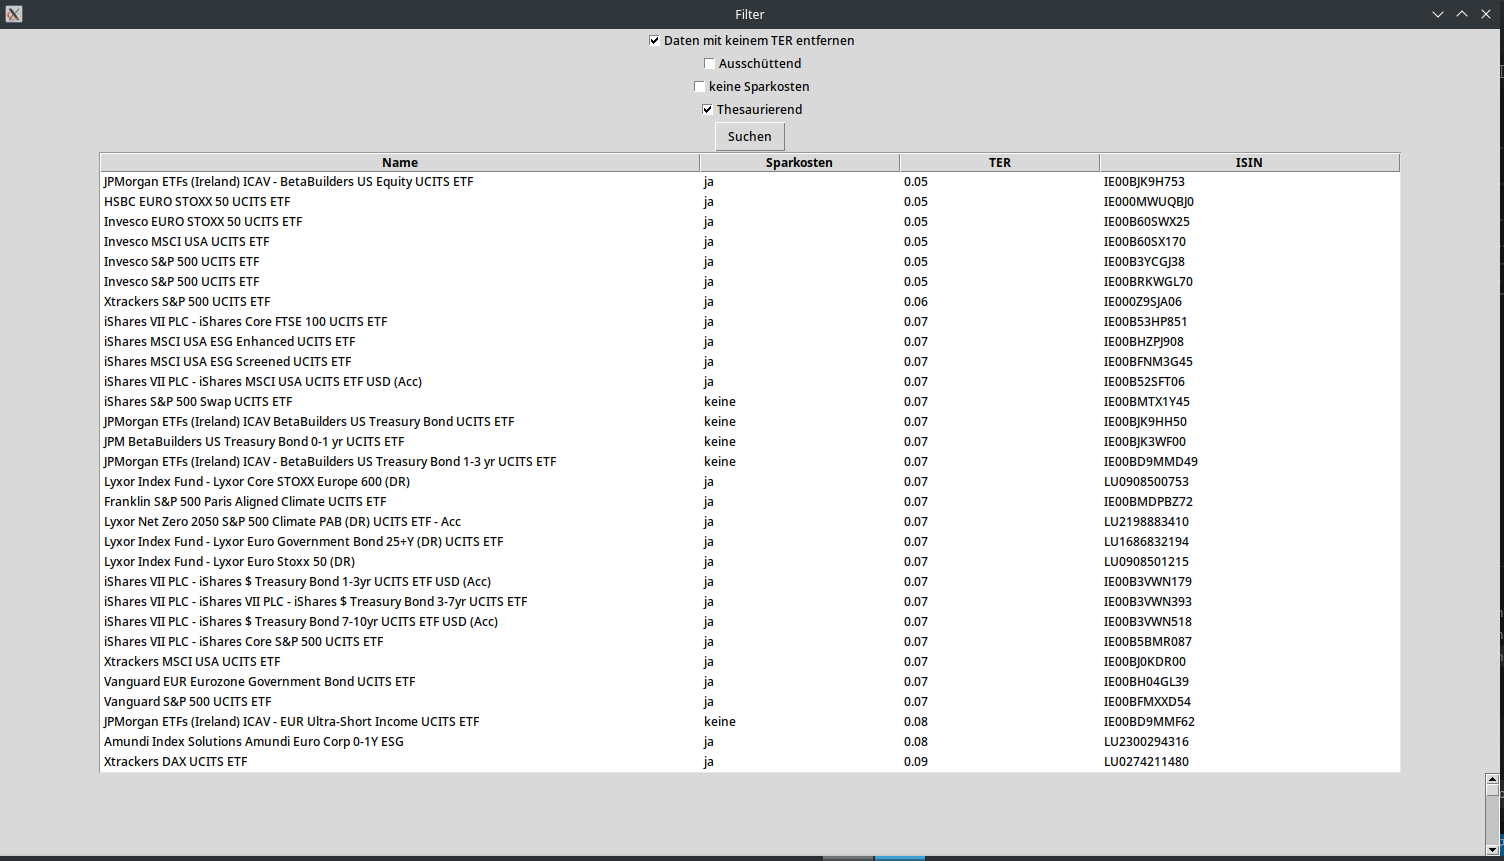 Filter
Daten mit keinem TER entfernen
Ausschüttend
keine Sparkosten
Thesaurierend
Suchen
Name Sparkosten TER ISIN
JPMorgan ETFs (Ireland) ICAV - BetaBuilders US Equity UCITS ETF ja 0.05 IE00BJK9H753
HSBC EURO STOXX 50 UCITS ETF ja 0.05 IE000MWUQBJ0
Invesco EURO STOXX 50 UCITS ETF ja 0.05 IE00B60SWX25
Invesco MSCI USA UCITS ETF ja 0.05 IE00B60SX170
Invesco S&P 500 UCITS ETF ja 0.05 IE00B3YCGJ38
Invesco S&P 500 UCITS ETF ja 0.05 IE00BRKWGL70
Xtrackers S&P 500 UCITS ETF ja 0.06 IE000Z9SJA06
iShares VII PLC - iShares Core FTSE 100 UCITS ETF ja 0.07 IE00B53HP851
iShares MSCI USA ESG Enhanced UCITS ETF ja 0.07 IE00BHZPJ908
iShares MSCI USA ESG Screened UCITS ETF ja 0.07 IE00BFNM3G45
iShares VII PLC - iShares MSCI USA UCITS ETF USD (Acc) ja 0.07 IE00B52SFT06
iShares S&P 500 Swap UCITS ETF keine 0.07 IE00BMTX1Y45
JPMorgan ETFs (Ireland) ICAV BetaBuilders US Treasury Bond UCITS ETF keine 0.07 IE00BJK9HH50
JPM BetaBuilders US Treasury Bond 0-1 yr UCITS ETF keine 0.07 IE00BJK3WF00
JPMorgan ETFs (Ireland) ICAV - BetaBuilders US Treasury Bond 1-3 yr UCITS ETF keine 0.07 IE00BD9MMD49
Lyxor Index Fund - Lyxor Core STOXX Europe 600 (DR) ja 0.07 LU0908500753
Franklin S&P 500 Paris Aligned Climate UCITS ETF ja 0.07 IE00BMDPBZ72
Lyxor Net Zero 2050 S&P 500 Climate PAB (DR) UCITS ETF - Acc ja 0.07 LU2198883410
Lyxor Index Fund - Lyxor Euro Government Bond 25+Y (DR) UCITS ETF ja 0.07 LU1686832194
Lyxor Index Fund - Lyxor Euro Stoxx 50 (DR) ja 0.07 LU0908501215
iShares VII PLC - iShares $ Treasury Bond 1-3yr UCITS ETF USD (Acc) ja 0.07 IE00B3VWN179
iShares VII PLC - iShares VII PLC - iShares $ Treasury Bond 3-7yr UCITS ETF ja 0.07 IE00B3VWN393
iShares VII PLC - iShares $ Treasury Bond 7-10yr UCITS ETF USD (Acc) ja 0.07 IE00B3VWN518
iShares VII PLC - iShares Core S&P 500 UCITS ETF ja 0.07 IE00B5BMR087
Xtrackers MSCI USA UCITS ETF ja 0.07 IE00BJ0KDR00
Vanguard EUR Eurozone Government Bond UCITS ETF ja 0.07 IE00BH04GL39
Vanguard S&P 500 UCITS ETF ja 0.07 IE00BFMXXD54
JPMorgan ETFs (Ireland) ICAV - EUR Ultra-Short Income UCITS ETF keine 0.08 IE00BD9MMF62
Amundi Index Solutions Amundi Euro Corp 0-1Y ESG ja 0.08 LU2300294316
Xtrackers DAX UCITS ETF ja 0.09 LU0274211480